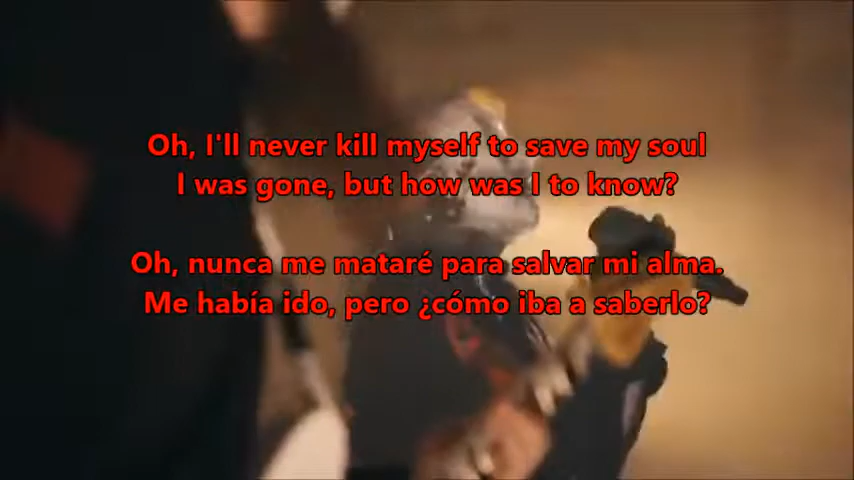 Oh, I'll never kill myself to save my soul
I was gone, but how was I to know?
Oh, nunca me mataré para salvar mi alma.
Me había ido, pero ¿cómo iba a saberlo?